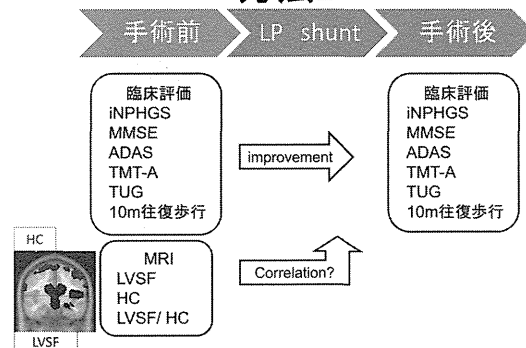 手術前
LP shunt
手術後
臨床評価
iNPHGS
MMSE
ADAS
TMT-A
TUG
10m往復歩行
improvement
臨床評価
iNPHGS
MMSE
ADAS
TMT-A
TUG
10m往復歩行
HC
LVSF
MRI
LVSF
HC
LVSF/ HC
Correlation?